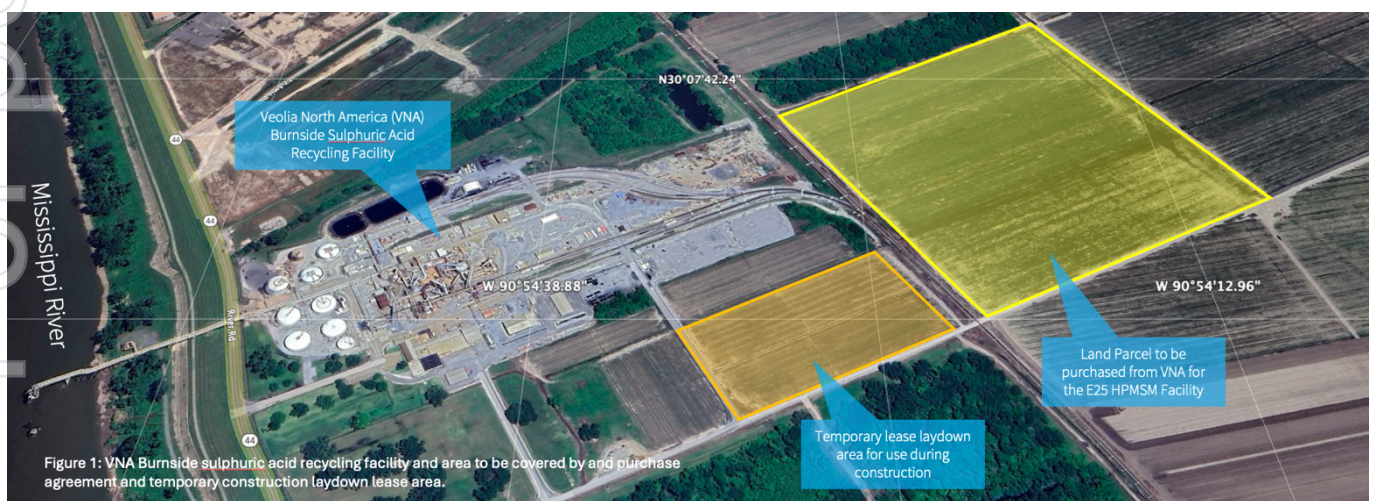 N30°07'42.24"
Veolia North America (VNA)
Burnside Sulphuric Acid
Recycling Facility
44
44
Mississippi River
W 90°54'38.88"
W 90°54'12.96"
River Rd
Land Parcel to be
purchased from VNA for
the E25 HPMSM Facility
44
Temporary lease laydown
area for use during
construction
Figure 1: VNA Burnside sulphuric acid recycling facility and area to be covered by and purchase
agreement and temporary construction laydown lease area.